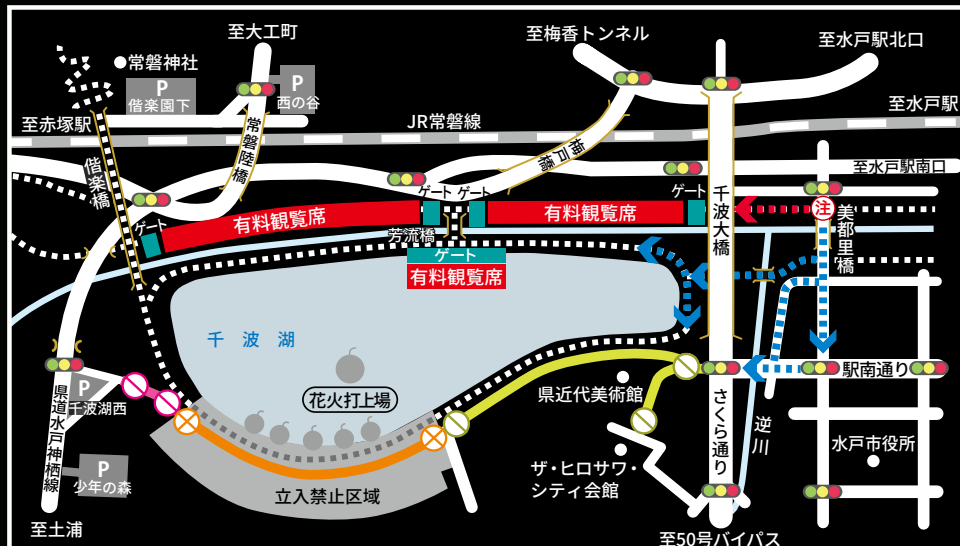 至大工町
至梅香トンネル
至水戸駅北口
常磐神社
P
偕楽園下
P
西の谷
至水戸駅
至赤塚駅
JR常磐線
常磐陸橋
梅戸橋
至水戸駅南口
偕楽橋
ゲート
ゲート
ゲート
ゲート
千波大橋
有料観覧席
有料観覧席
注
美都里橋
芳流橋
ゲート
有料観覧席
千波湖
花火打上場
駅南通り
県道水戸神栖線
P
千波湖西
県近代美術館
さくら通り
逆川
水戸市役所
P
少年の森
立入禁止区域
ザ・ヒロサワ・
シティ会館
至土浦
至50号バイパス